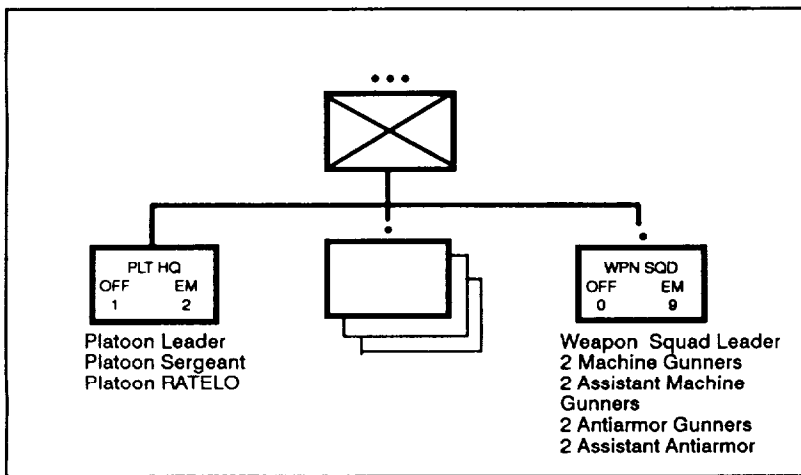 PLT HQ
OFF EM
1 2
Platoon Leader
Platoon Sergeant
Platoon RATELO
WPN SQD
OFF EM
0 9
Weapon Squad Leader
2 Machine Gunners
2 Assistant Machine
Gunners
2 Antiarmor Gunners
2 Assistant Antiarmor